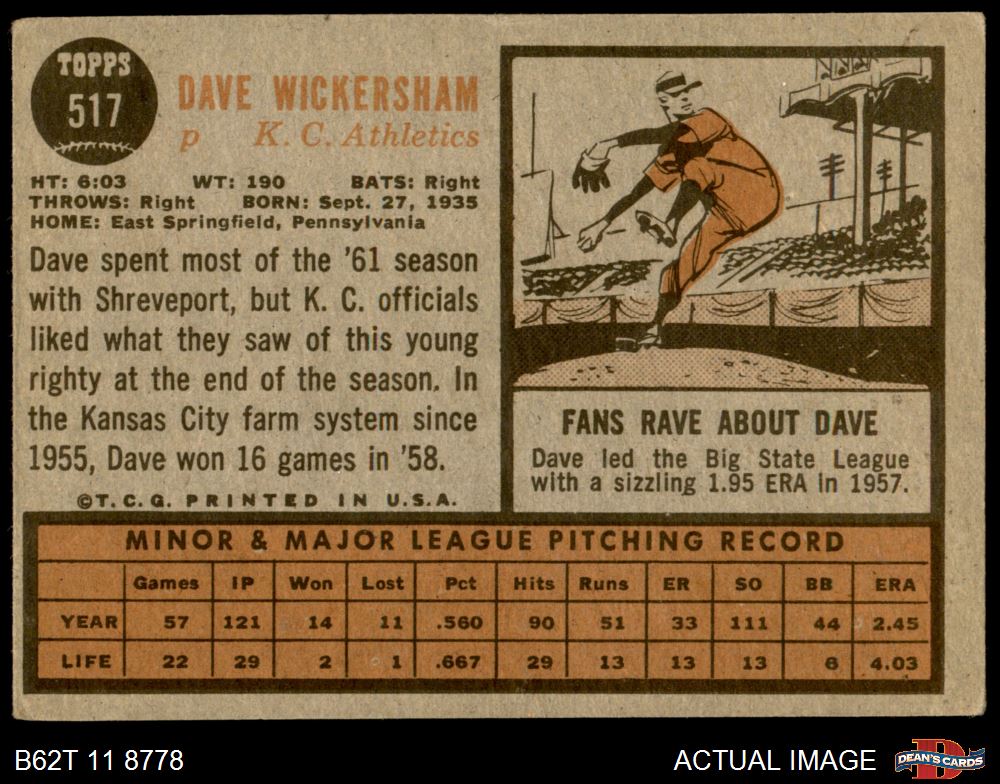 TOPPS
517
DAVE WICKERSHAM
p K. C. Athletics
HT: 6:03 WT: 190 BATS: Right
THROWS: Right BORN: Sept. 27, 1935
HOME: East Springfield, Pennsylvania
Dave spent most of the '61 season
with Shreveport, but K. C. officials
liked what they saw of this young
righty at the end of the season. In
the Kansas City farm system since
1955, Dave won 16 games in '58.
©T.C.G. PRINTED IN U.S.A.
FANS RAVE ABOUT DAVE
Dave led the Big State League
with a sizzling 1.95 ERA in 1957.
MINOR & MAJOR LEAGUE PITCHING RECORD
Games IP Won Lost Pct Hits Runs ER SO BB ERA
YEAR 57 121 14 11 .560 90 51 33 111 44 2.45
LIFE 22 29 2 1 .667 29 13 13 13 6 4.03
B62T 11 8778
ACTUAL IMAGE
D
DEAN'S CARDS